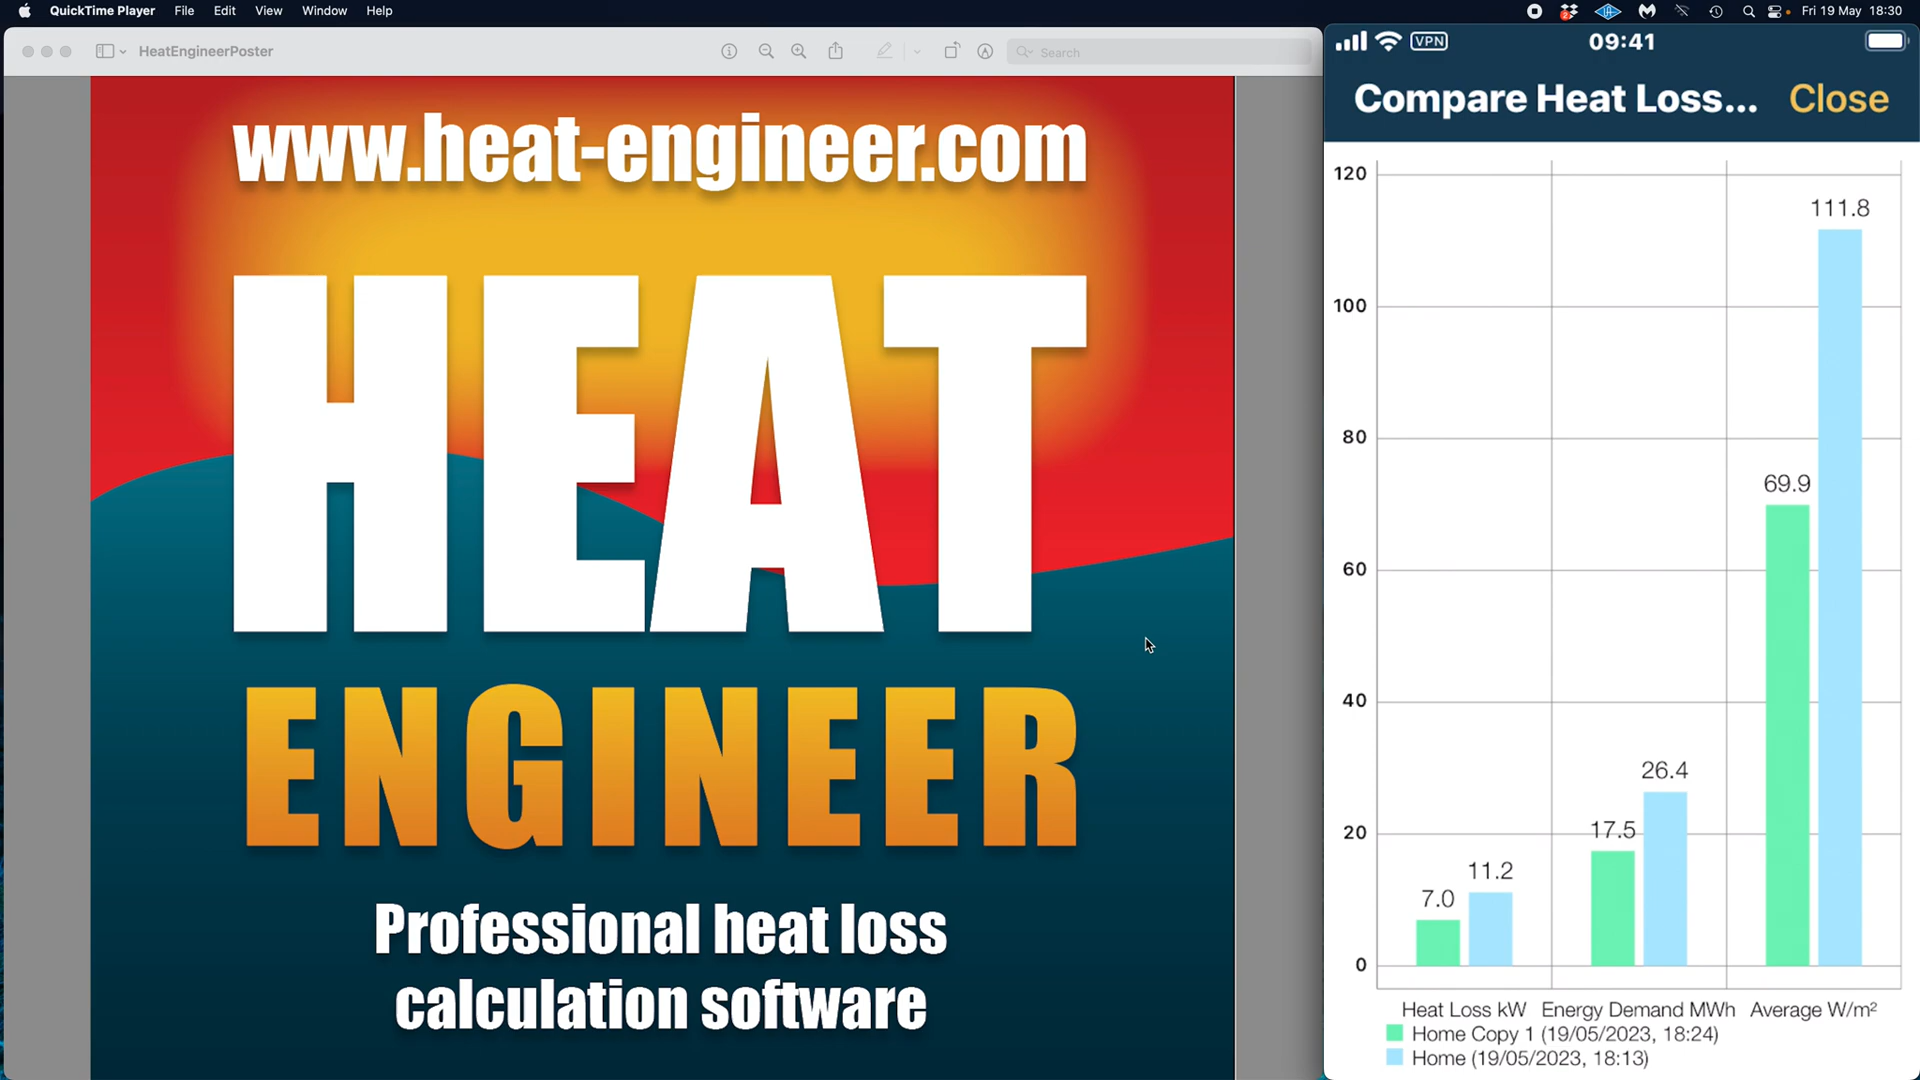 QuickTime Player File Edit View Window Help
Fri 19 May 18:30
HeatEngineerPoster
Search
www.heat-engineer.com
HEAT
ENGINEER
Professional heat loss
calculation software
VPN
09:41
Compare Heat Loss... Close
120
100
80
60
40
20
0
7.0
11.2
17.5
26.4
69.9
111.8
Heat Loss kW
Energy Demand MWh
Average W/m²
Home Copy 1 (19/05/2023, 18:24)
Home (19/05/2023, 18:13)